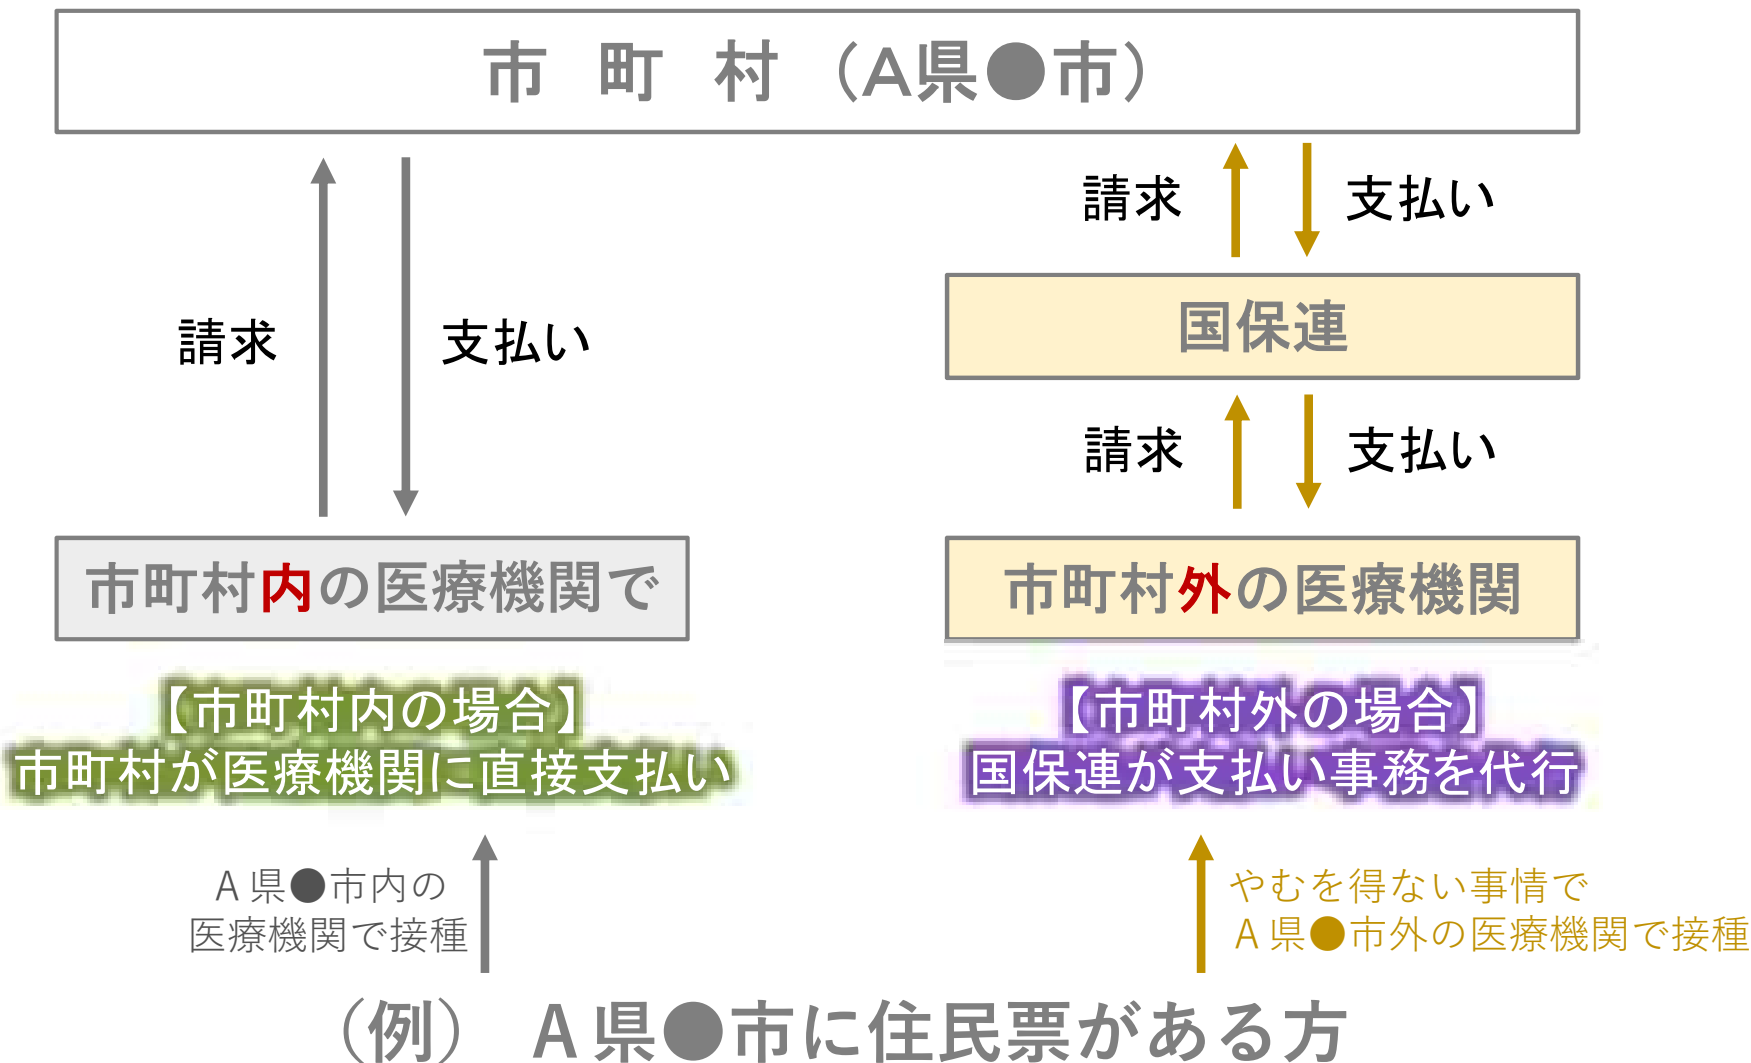 市　町　村　（A県●市）
請求
支払い
国保連
請求
支払い
請求
支払い
市町村内の医療機関で
市町村外の医療機関
【市町村内の場合】
市町村が医療機関に直接支払い
【市町村外の場合】
国保連が支払い事務を代行
A県●市内の
医療機関で接種
やむを得ない事情で
A県●市外の医療機関で接種
（例）　A県●市に住民票がある方